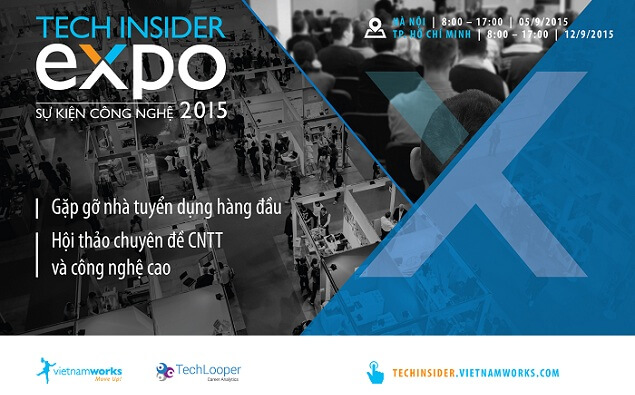 TECH INSIDER
expo
SỰ KIỆN CÔNG NGHỆ 2015
HÀ NỘI | 8:00 – 17:00 | 05/9/2015
TP. HỒ CHÍ MINH | 8:00 – 17:00 | 12/9/2015
Gặp gỡ nhà tuyển dụng hàng đầu
Hội thảo chuyên đề CNTT
và công nghệ cao
vietnamworks
Move Up!
TechLooper
Career Analytics
TECHINSIDER.VIETNAMWORKS.COM